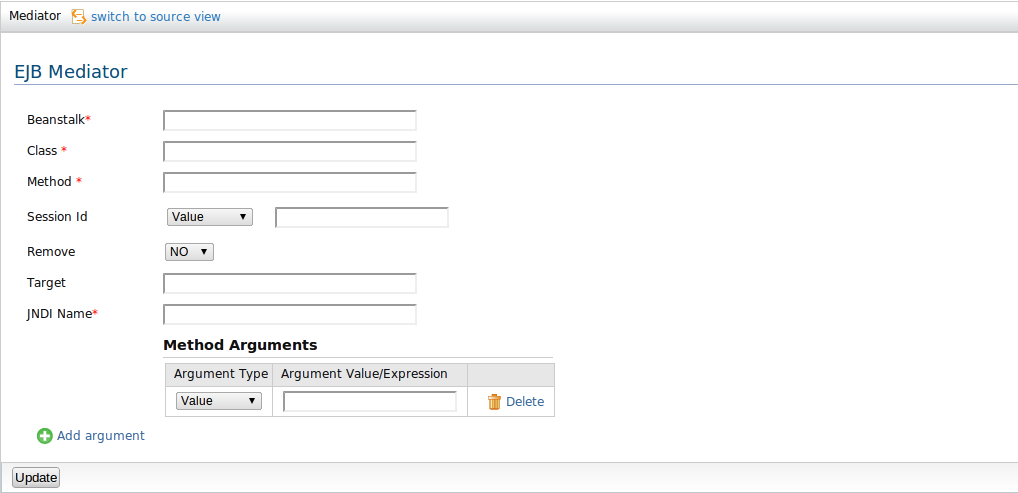 Mediator switch to source view
EJB Mediator
Beanstalk*
Class *
Method *
Session Id Value
Remove NO
Target
JNDI Name*
Method Arguments
Argument Type Argument Value/Expression
Value Delete
Add argument
Update